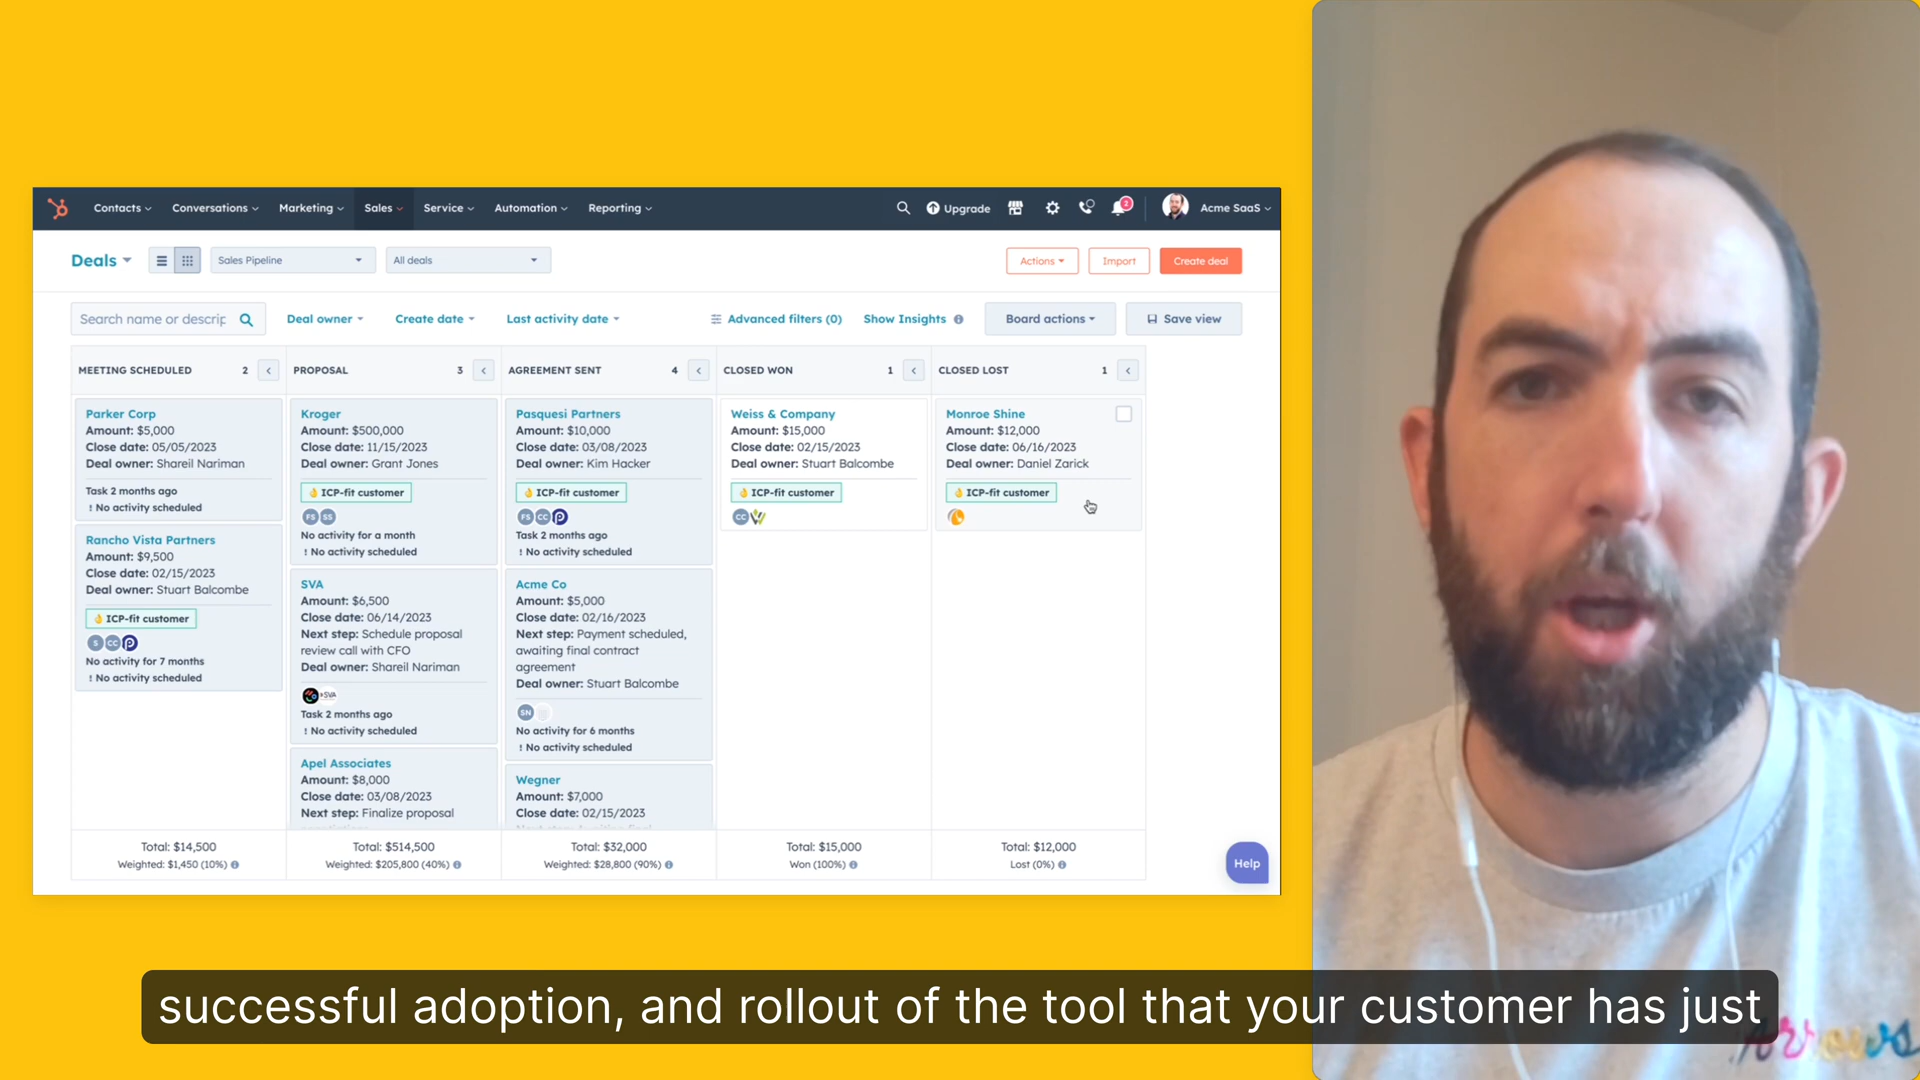 Contacts
Conversations
Marketing
Sales
Service
Automation
Reporting
Upgrade
2
Acme SaaS
Deals
Sales Pipeline
All deals
Actions
Import
Create deal
Search name or descrip
Deal owner
Create date
Last activity date
Advanced filters (0)
Show Insights
Board actions
Save view
MEETING SCHEDULED 2
Parker Corp
Amount: $5,000
Close date: 05/05/2023
Deal owner: Shareil Nariman
Task 2 months ago
! No activity scheduled
Rancho Vista Partners
Amount: $9,500
Close date: 02/15/2023
Deal owner: Stuart Balcombe
👌 ICP-fit customer
S CC
No activity for 7 months
! No activity scheduled
Total: $14,500
Weighted: $1,450 (10%)
PROPOSAL 3
Kroger
Amount: $500,000
Close date: 11/15/2023
Deal owner: Grant Jones
👌 ICP-fit customer
FS SS
No activity for a month
! No activity scheduled
SVA
Amount: $6,500
Close date: 06/14/2023
Next step: Schedule proposal
review call with CFO
Deal owner: Shareil Nariman
SVA
Task 2 months ago
! No activity scheduled
Apel Associates
Amount: $8,000
Close date: 03/08/2023
Next step: Finalize proposal
Total: $514,500
Weighted: $205,800 (40%)
AGREEMENT SENT 4
Pasquesi Partners
Amount: $10,000
Close date: 03/08/2023
Deal owner: Kim Hacker
👌 ICP-fit customer
FS CC
Task 2 months ago
! No activity scheduled
Acme Co
Amount: $5,000
Close date: 02/16/2023
Next step: Payment scheduled,
awaiting final contract
agreement
Deal owner: Stuart Balcombe
SN
No activity for 6 months
! No activity scheduled
Wegner
Amount: $7,000
Close date: 02/15/2023
Total: $32,000
Weighted: $28,800 (90%)
CLOSED WON 1
Weiss & Company
Amount: $15,000
Close date: 02/15/2023
Deal owner: Stuart Balcombe
👌 ICP-fit customer
CC
Total: $15,000
Won (100%)
CLOSED LOST 1
Monroe Shine
Amount: $12,000
Close date: 06/16/2023
Deal owner: Daniel Zarick
👌 ICP-fit customer
Total: $12,000
Lost (0%)
Help
successful adoption, and rollout of the tool that your customer has just